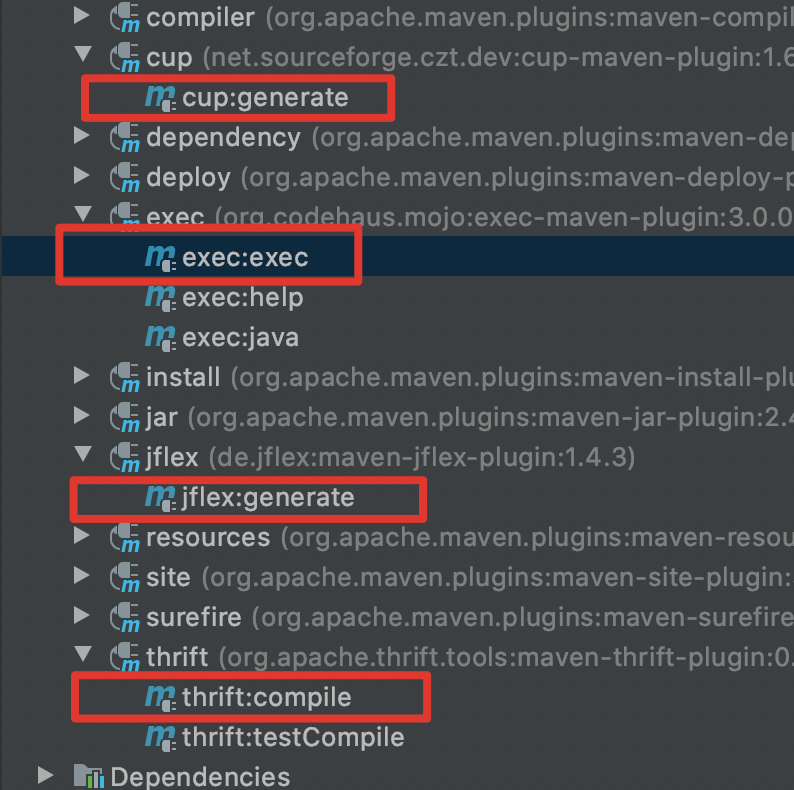 compiler (org.apache.maven.plugins:maven-compil
cup (net.sourceforge.czt.dev:cup-maven-plugin:1.6
cup:generate
dependency (org.apache.maven.plugins:maven-dep
deploy (org.apache.maven.plugins:maven-deploy-p
exec (org.codehaus.mojo:exec-maven-plugin:3.0.0
exec:exec
exec:help
exec:java
install (org.apache.maven.plugins:maven-install-plu
jar (org.apache.maven.plugins:maven-jar-plugin:2.4
jflex (de.jflex:maven-jflex-plugin:1.4.3)
jflex:generate
resources (org.apache.maven.plugins:maven-resou
site (org.apache.maven.plugins:maven-site-plugin:
surefire (org.apache.maven.plugins:maven-surefire
thrift (org.apache.thrift.tools:maven-thrift-plugin:0.
thrift:compile
thrift:testCompile
Dependencies